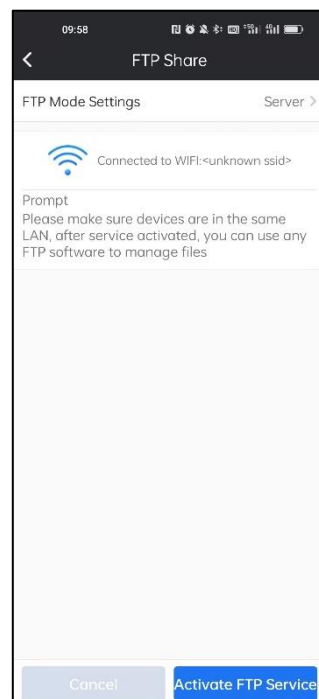 09:58
FTP Share
FTP Mode Settings Server >
Connected to WIFI:<unknown ssid>
Prompt
Please make sure devices are in the same
LAN, after service activated, you can use any
FTP software to manage files
Cancel Activate FTP Service